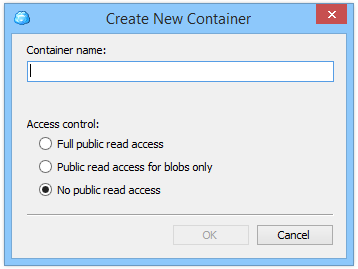 Create New Container
Container name:
Access control:
Full public read access
Public read access for blobs only
No public read access
OK
Cancel